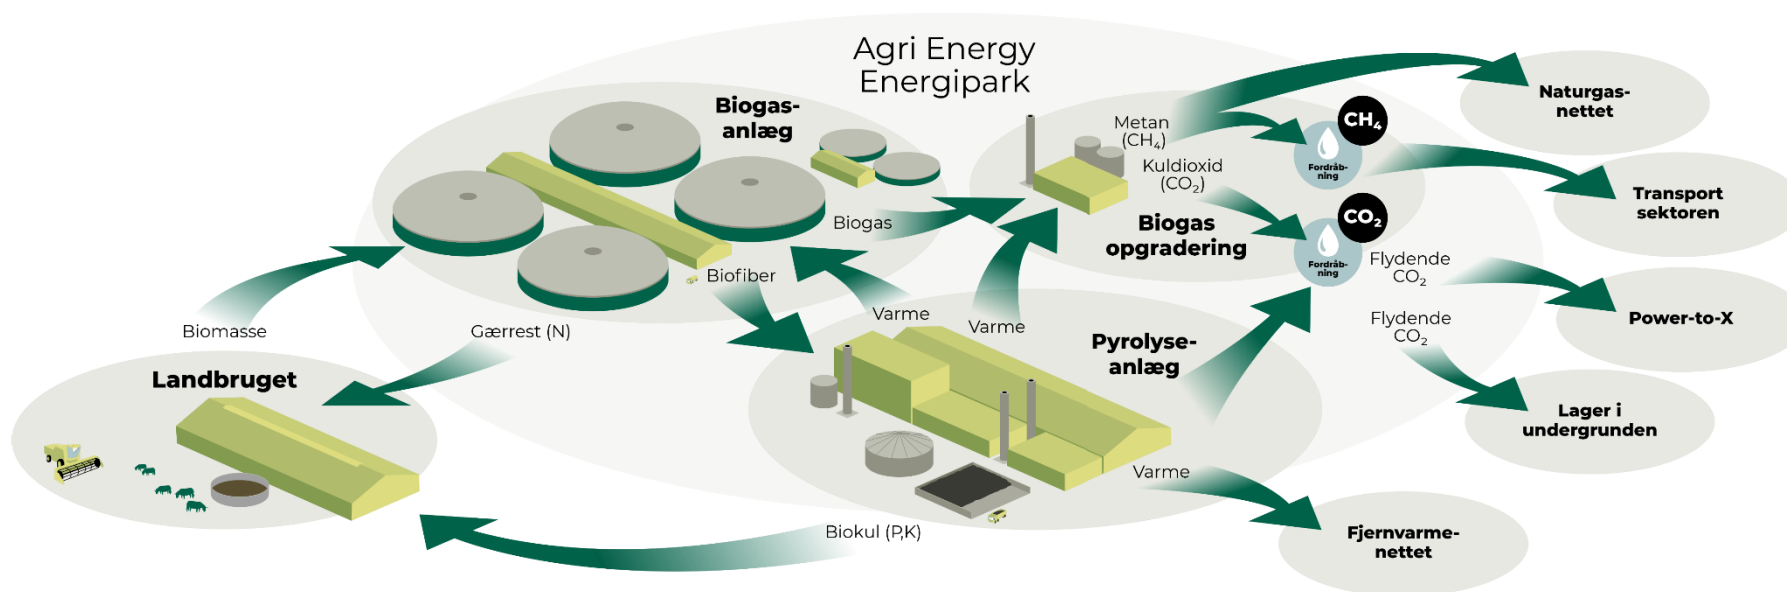 Agri Energy
Energipark
Biogas-
anlæg
Biogas
Biofiber
Biomasse
Gærrest (N)
Landbruget
Varme
Varme
Pyrolyse-
anlæg
Varme
Biokul (P,K)
Metan
(CH₄)
Kuldioxid
(CO₂)
Biogas
opgradering
CH₄
Fordråb-
ning
CO₂
Fordråb-
ning
Flydende
CO₂
Flydende
CO₂
Naturgas-
nettet
Transport
sektoren
Power-to-X
Lager i
undergrunden
Fjernvarme-
nettet